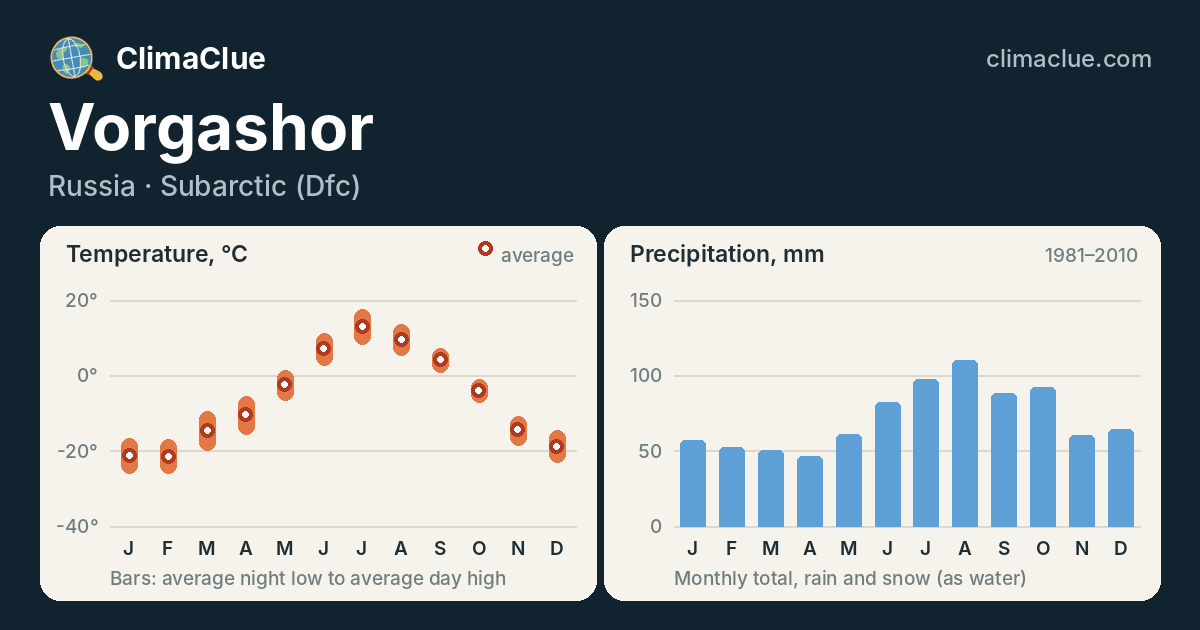 ClimaClue
climaclue.com
Vorgashor
Russia · Subarctic (Dfc)
Temperature, °C
average
20°
0°
-20°
-40°
J F M A M J J A S O N D
Bars: average night low to average day high
Precipitation, mm
1981–2010
150
100
50
0
J F M A M J J A S O N D
Monthly total, rain and snow (as water)